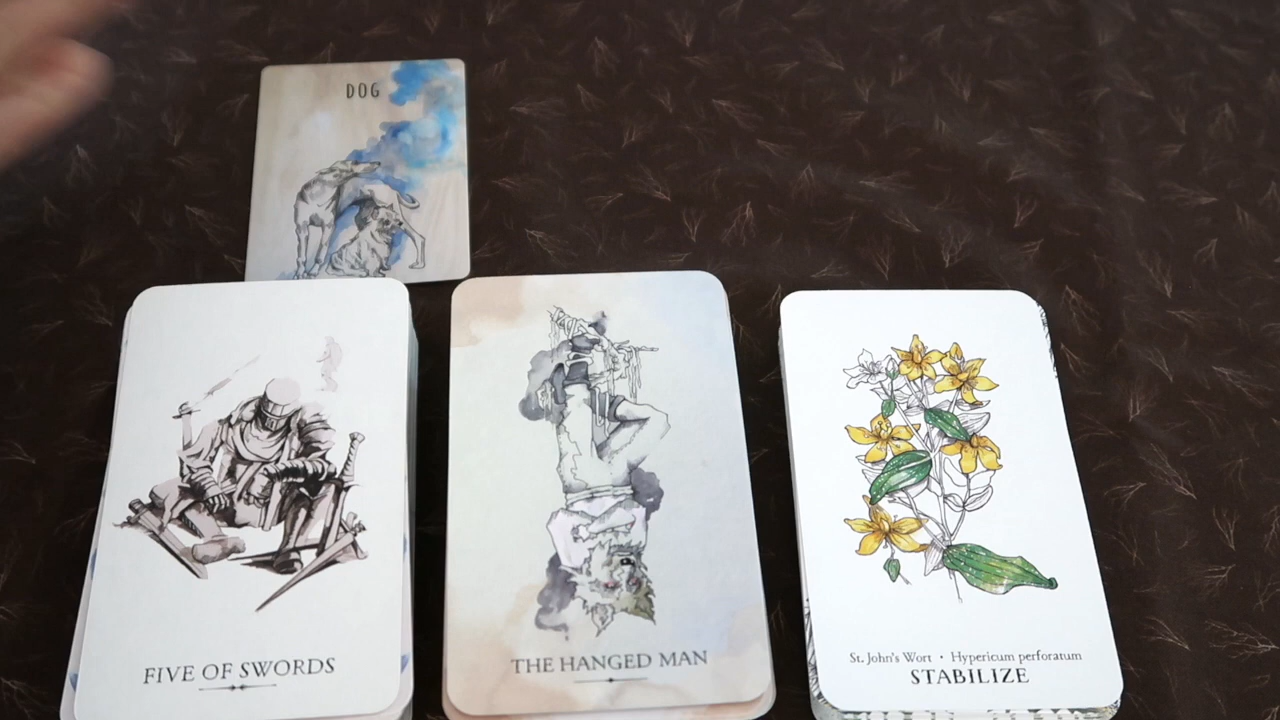 DOG
FIVE OF SWORDS
THE HANGED MAN
St. John's Wort • Hypericum perforatum
STABILIZE